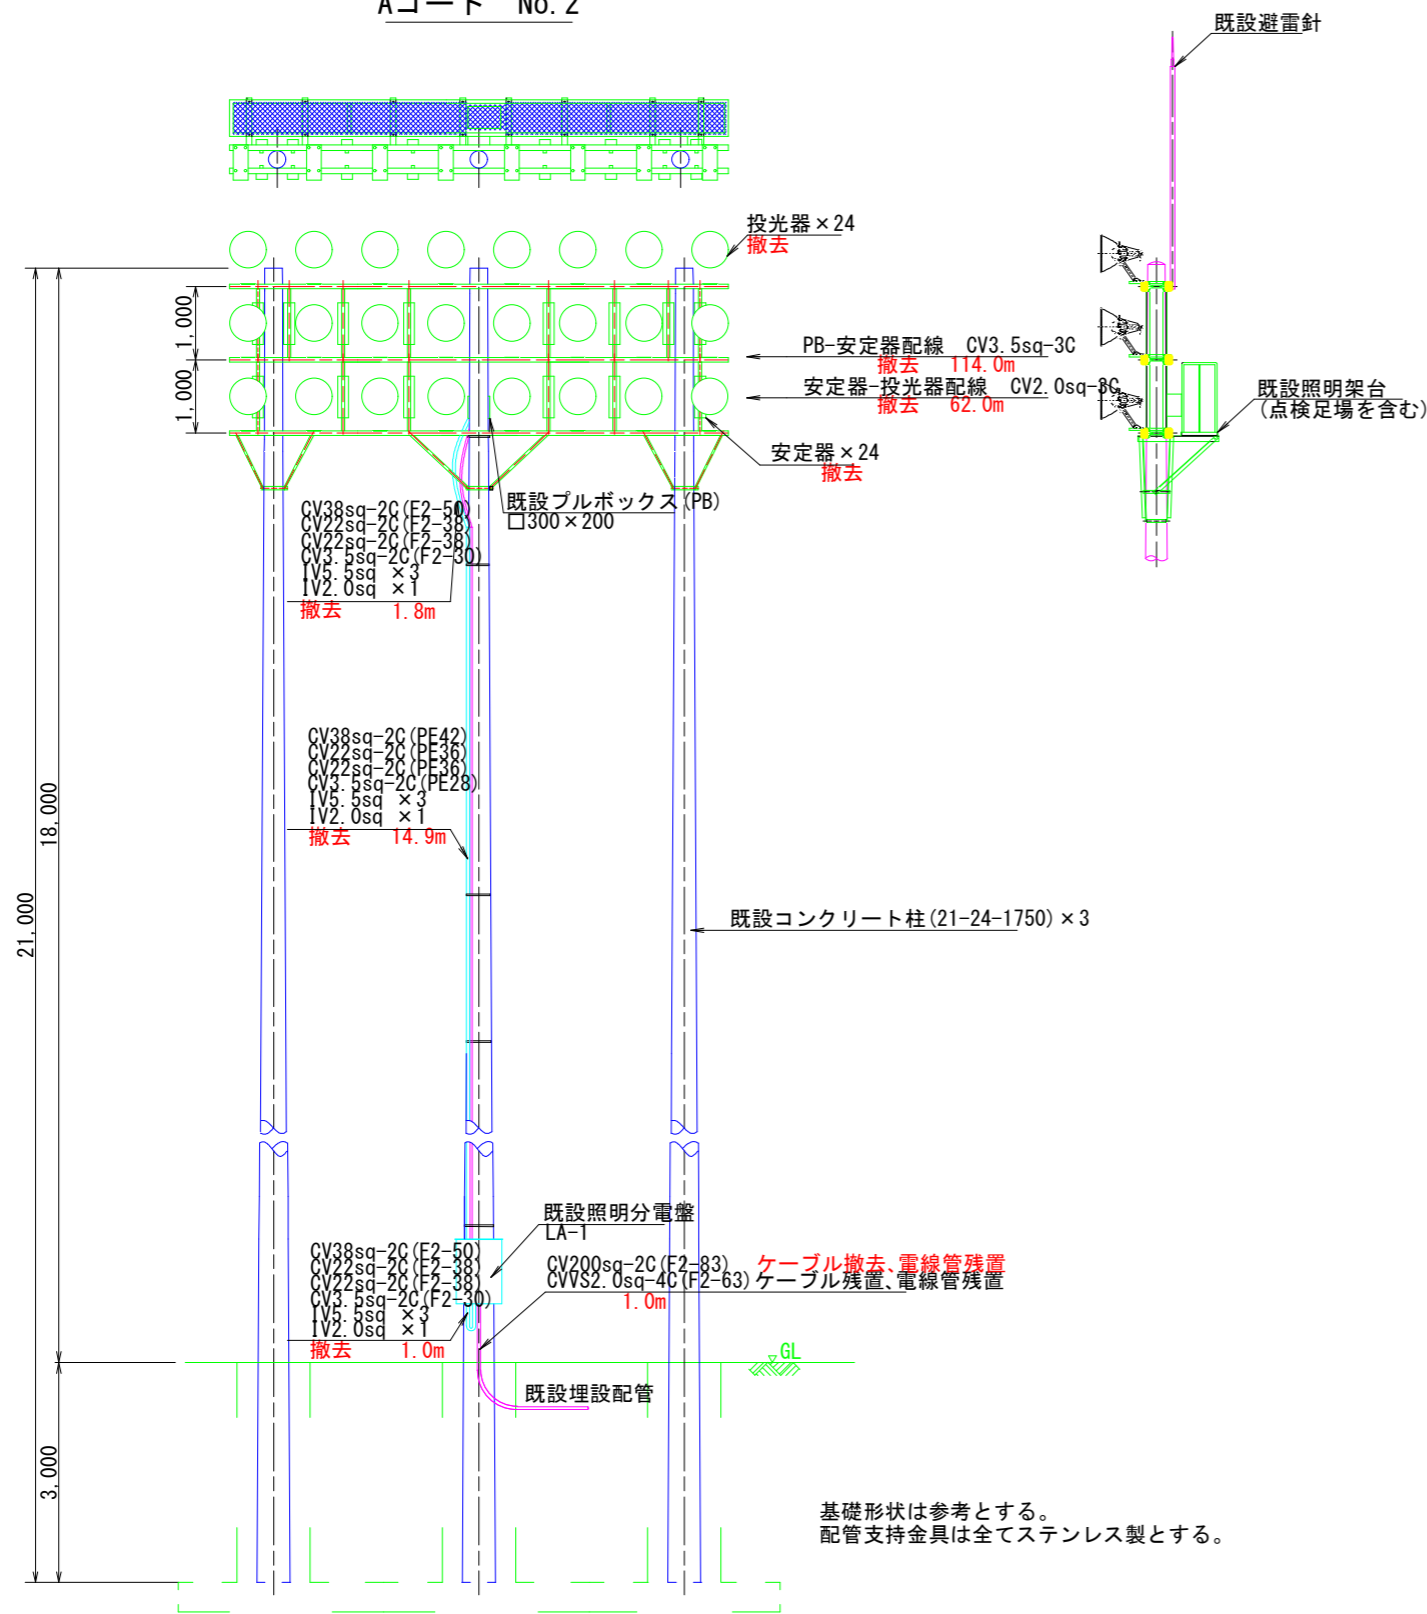 Aコート No.2
既設避雷針
投光器×24
撤去
1,000
1,000
PB-安定器配線 CV3.5sq-3C
撤去 114.0m
安定器-投光器配線 CV2.0sq-3C
撤去 62.0m
既設照明架台
(点検足場を含む)
安定器×24
撤去
既設プルボックス(PB)
□300×200
CV38sq-2C(F2-50)
CV22sq-2C(F2-38)
CV22sq-2C(F2-38)
CV3.5sq-2C(F2-30)
IV5.5sq ×3
IV2.0sq ×1
撤去 1.8m
CV38sq-2C(PE42)
CV22sq-2C(PE36)
CV22sq-2C(PE36)
CV3.5sq-2C(PE28)
IV5.5sq ×3
IV2.0sq ×1
撤去 14.9m
18,000
21,000
既設コンクリート柱(21-24-1750)×3
既設照明分電盤
LA-1
CV38sq-2C(F2-50)
CV22sq-2C(F2-38)
CV22sq-2C(F2-38)
CV3.5sq-2C(F2-30)
IV5.5sq ×3
IV2.0sq ×1
撤去 1.0m
CV200sq-2C(F2-83) ケーブル撤去、電線管残置
CVVS2.0sq-4C(F2-63)ケーブル残置、電線管残置
1.0m
GL
既設埋設配管
3,000
基礎形状は参考とする。
配管支持金具は全てステンレス製とする。